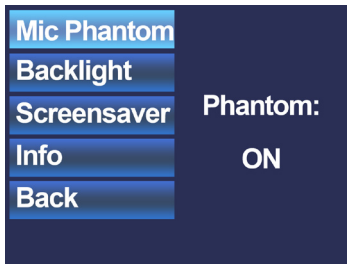 Mic Phantom
Backlight
Screensaver
Info
Back
Phantom:
ON